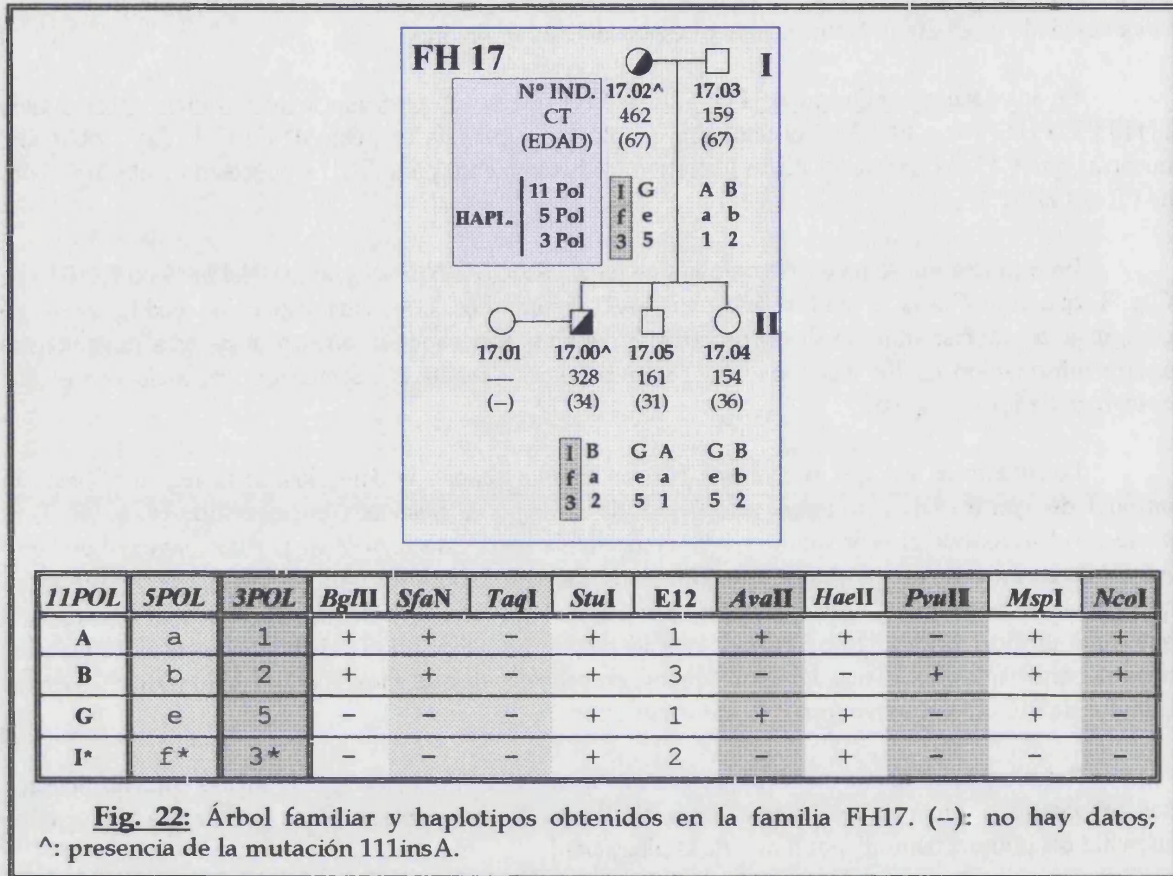 FH 17
I
Nº IND. 17.02^ 17.03
CT 462 159
(EDAD) (67) (67)
11 Pol I G A B
HAPL. 5 Pol f e a b
3 Pol 3 5 1 2
II
17.01 17.00^ 17.05 17.04
---- 328 161 154
(--) (34) (31) (36)
I B G A G B
f a e a e b
3 2 5 1 5 2
11POL 5POL 3POL BglII SfaN TaqI StuI E12 AvaII HaeII PvuII MspI NcoI
A a 1 + + - + 1 + + - + +
B b 2 + + - + 3 - - + - +
G e 5 - - - + 1 + + - + -
I* f* 3* - - - + 2 - + - - -
Fig. 22: Árbol familiar y haplotipos obtenidos en la familia FH17. (--): no hay datos;
^: presencia de la mutación 111insA.